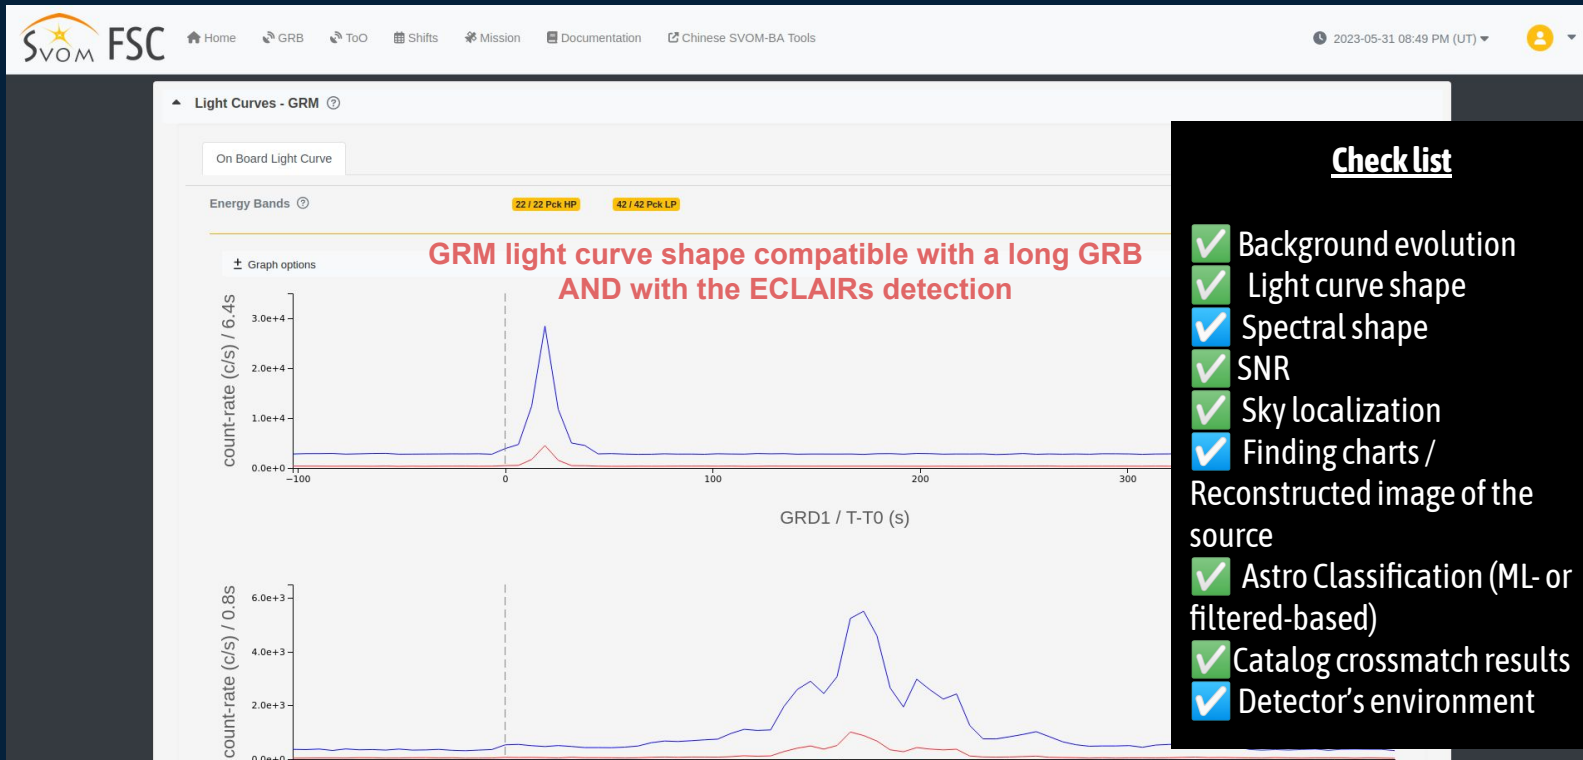 SVOM FSC
Home GRB ToO Shifts Mission Documentation Chinese SVOM-BA Tools 2023-05-31 08:49 PM (UT)
Light Curves - GRM
On Board Light Curve
Energy Bands 22 / 22 Pck HP 42 / 42 Pck LP
GRM light curve shape compatible with a long GRB
AND with the ECLAIRs detection
Graph options
count-rate (c/s) / 6.4s
3.0e+4
2.0e+4
1.0e+4
0.0e+0
−100 0 100 200 300
GRD1 / T-T0 (s)
count-rate (c/s) / 0.8s
6.0e+3
4.0e+3
2.0e+3
0.0e+0
Check list
✅ Background evolution
✅ Light curve shape
☑ Spectral shape
✅ SNR
✅ Sky localization
☑ Finding charts /
Reconstructed image of the
source
✅ Astro Classification (ML- or
filtered-based)
✅ Catalog crossmatch results
☑ Detector’s environment